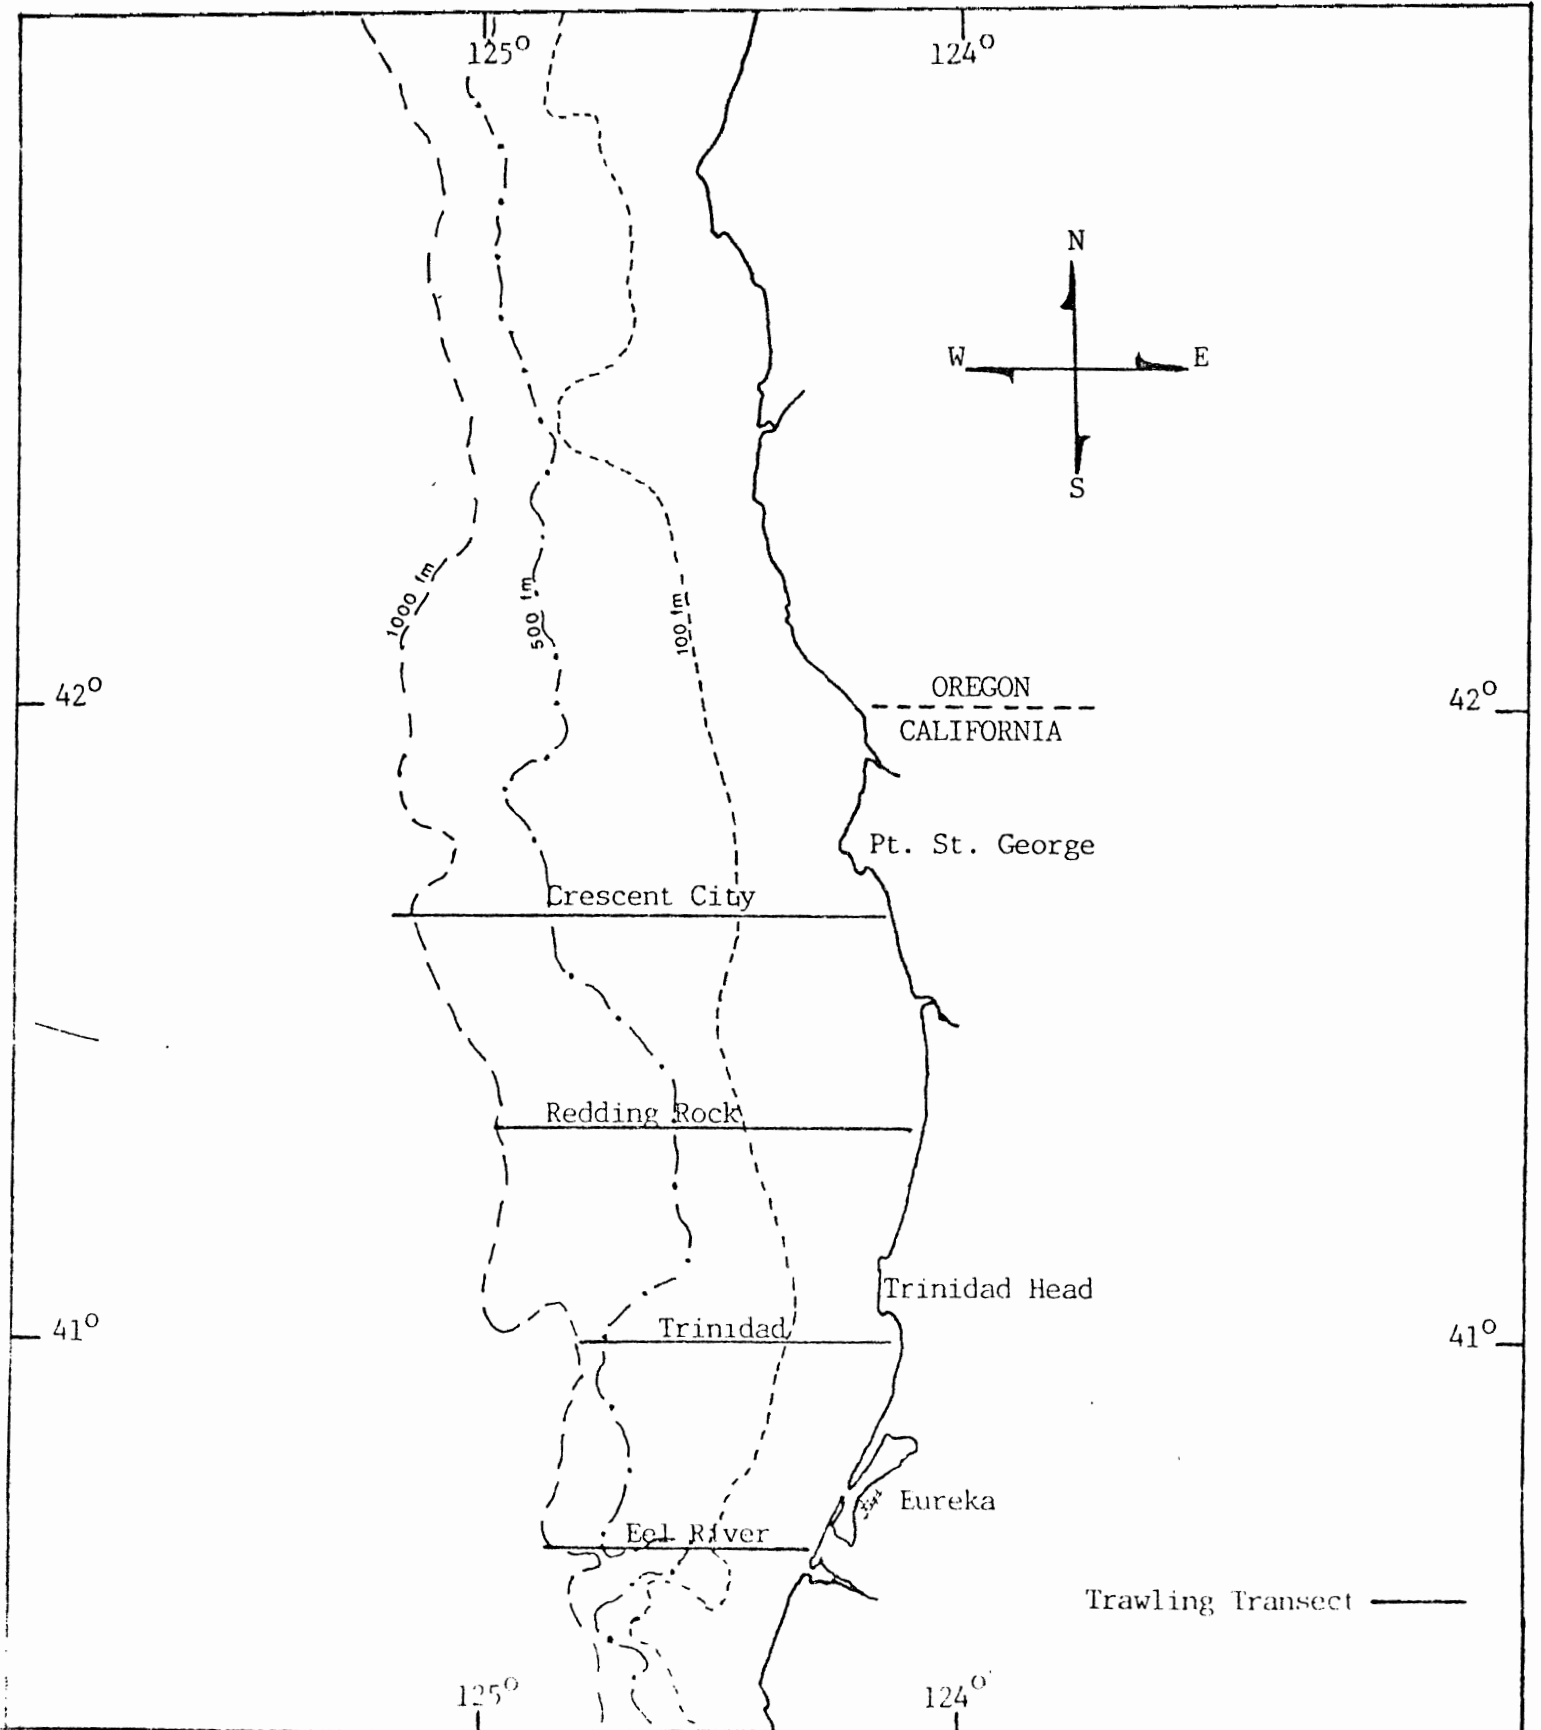 125° 124°
N
W E
S
1000 fm
500 fm
100 fm
42° OREGON 42°
CALIFORNIA
Pt. St. George
Crescent City
Redding Rock
Trinidad Head
41° Trinidad 41°
Eureka
Eel River
Trawling Transect
125° 124°